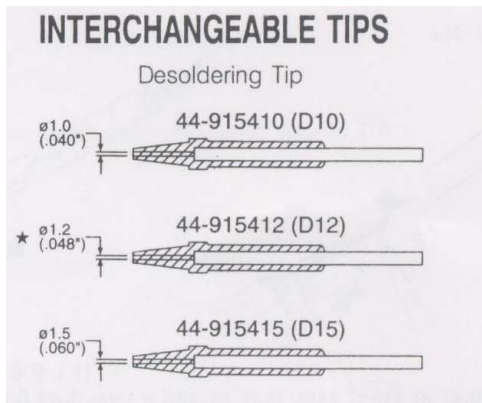 INTERCHANGEABLE TIPS
Desoldering Tip
44-915410 (D10)
ø1.0
(.040")
44-915412 (D12)
★ ø1.2
(.048")
44-915415 (D15)
ø1.5
(.060")